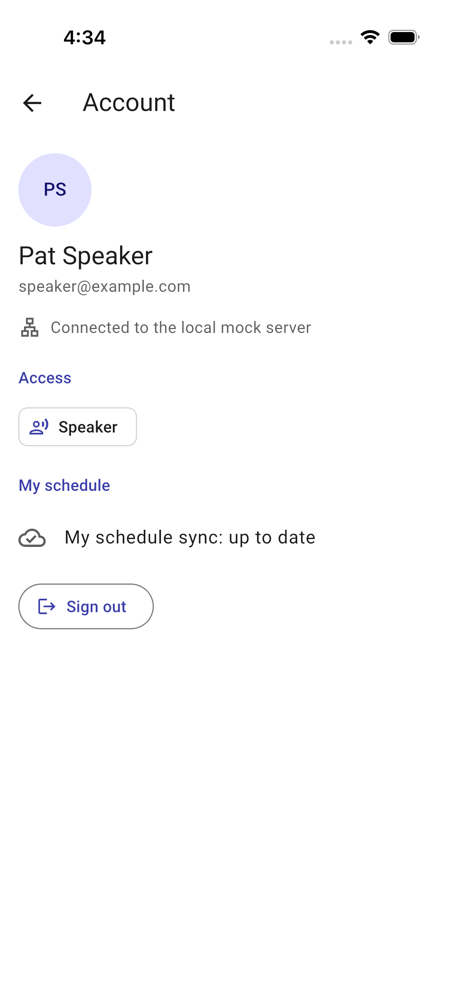 4:34
Account
PS
Pat Speaker
speaker@example.com
Connected to the local mock server
Access
Speaker
My schedule
My schedule sync: up to date
Sign out